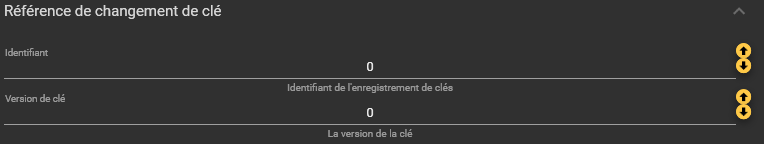 Référence de changement de clé
Identifiant
0
Identifiant de l'enregistrement de clés
Version de clé
0
La version de la clé